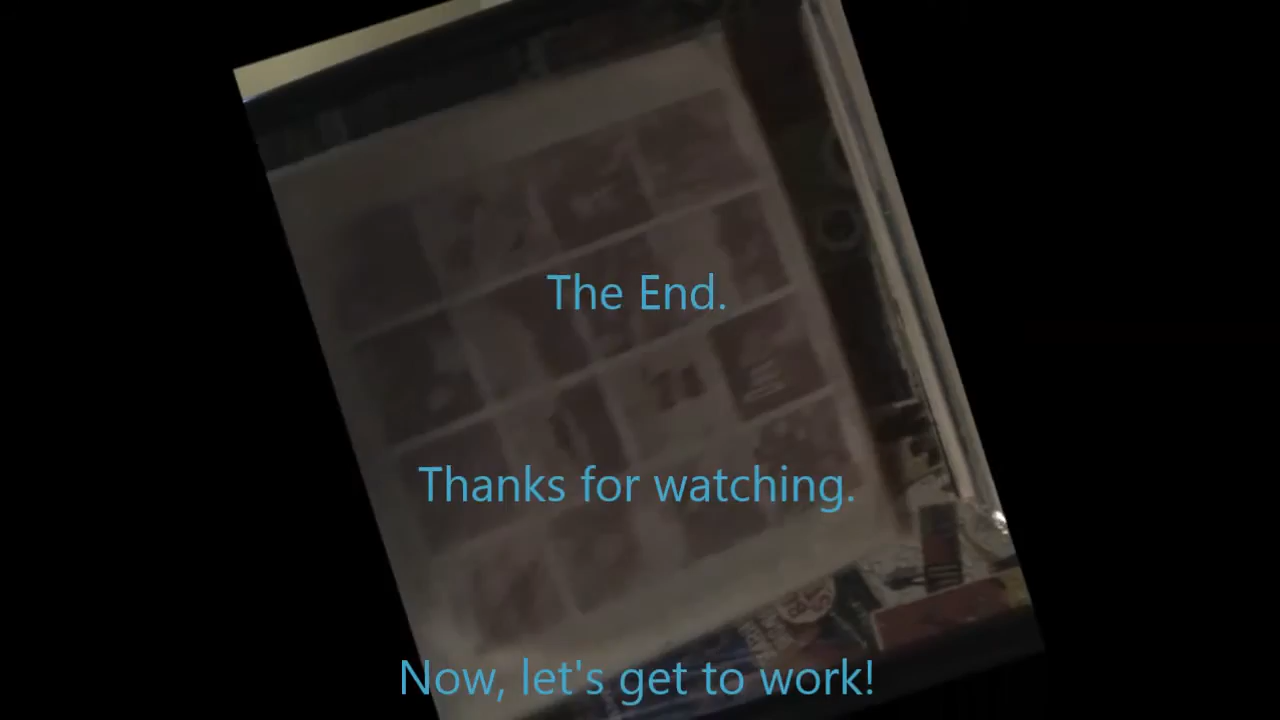 The End.
Thanks for watching.
Now, let's get to work!